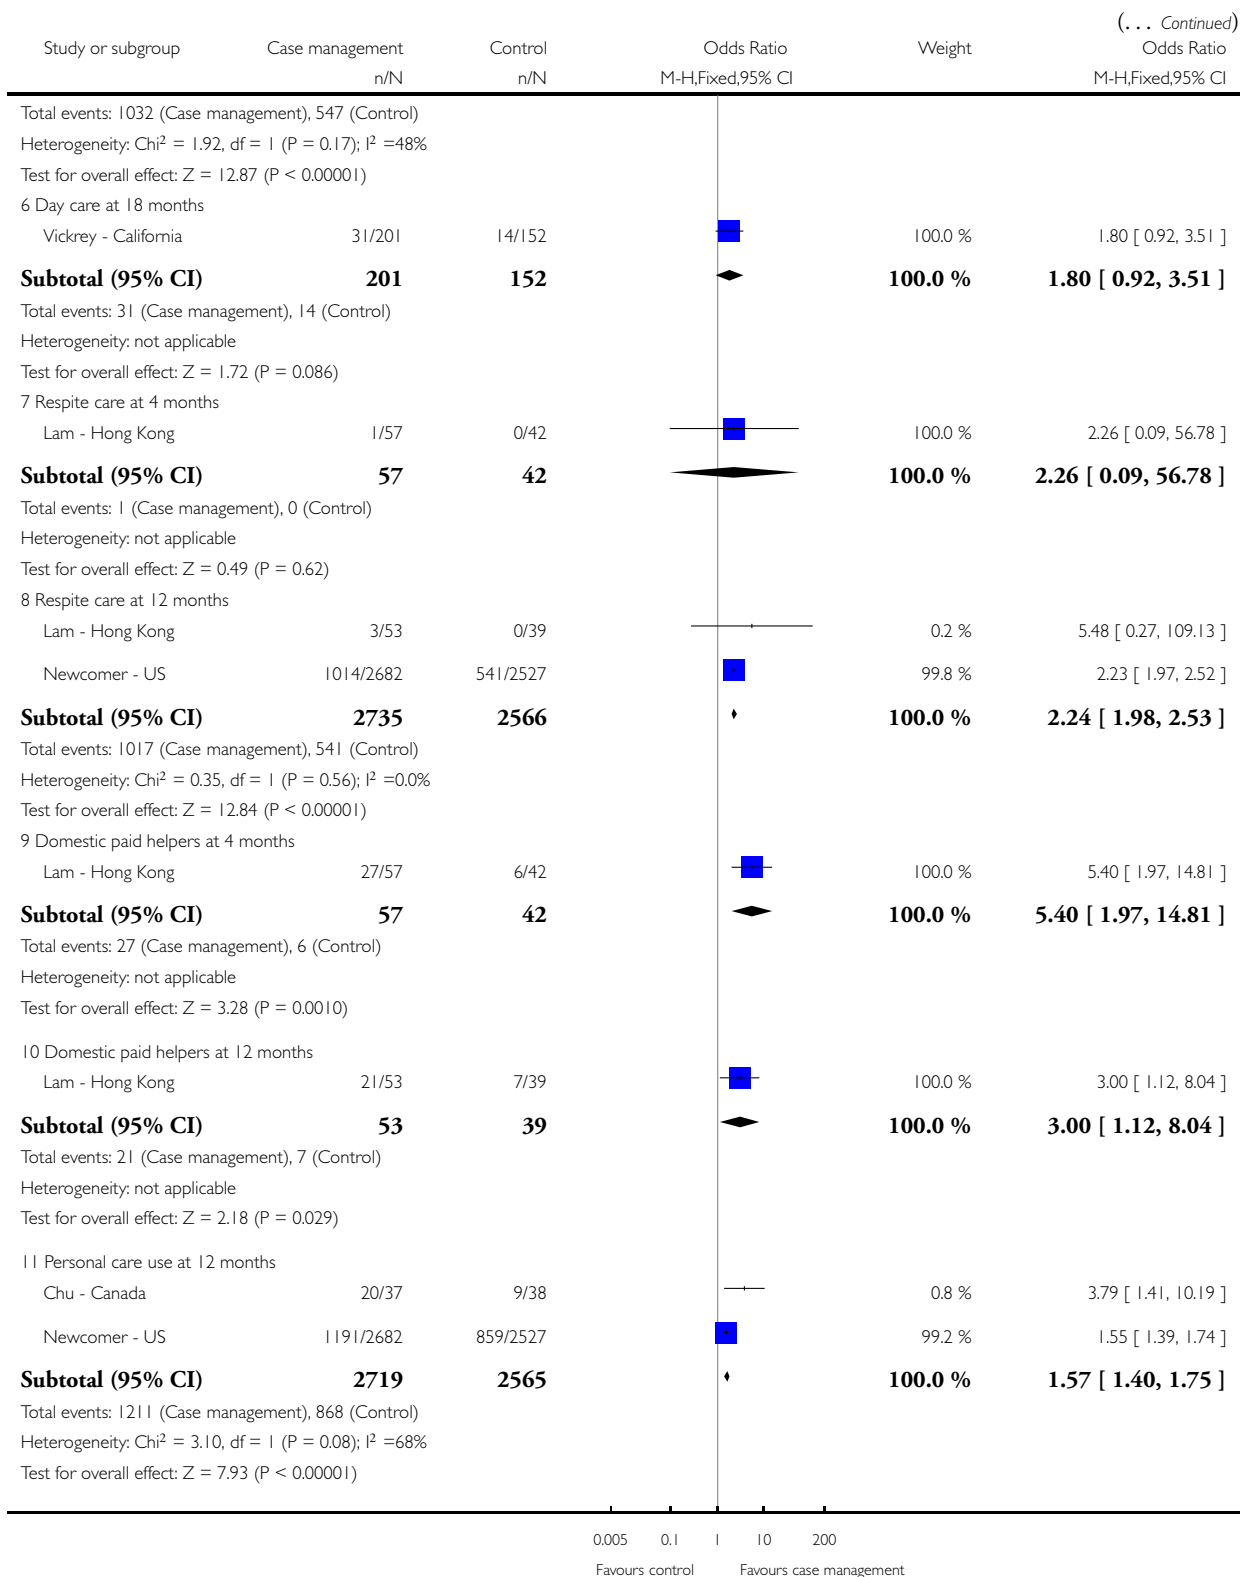 (... Continued)
Study or subgroup Case management Control Odds Ratio Weight Odds Ratio
n/N n/N M-H,Fixed,95% CI M-H,Fixed,95% CI
Total events: 1032 (Case management), 547 (Control)
Heterogeneity: Chi² = 1.92, df = 1 (P = 0.17); I² =48%
Test for overall effect: Z = 12.87 (P < 0.00001)
6 Day care at 18 months
Vickrey - California 31/201 14/152 100.0 % 1.80 [ 0.92, 3.51 ]
Subtotal (95% CI) 201 152 100.0 % 1.80 [ 0.92, 3.51 ]
Total events: 31 (Case management), 14 (Control)
Heterogeneity: not applicable
Test for overall effect: Z = 1.72 (P = 0.086)
7 Respite care at 4 months
Lam - Hong Kong 1/57 0/42 100.0 % 2.26 [ 0.09, 56.78 ]
Subtotal (95% CI) 57 42 100.0 % 2.26 [ 0.09, 56.78 ]
Total events: 1 (Case management), 0 (Control)
Heterogeneity: not applicable
Test for overall effect: Z = 0.49 (P = 0.62)
8 Respite care at 12 months
Lam - Hong Kong 3/53 0/39 0.2 % 5.48 [ 0.27, 109.13 ]
Newcomer - US 1014/2682 541/2527 99.8 % 2.23 [ 1.97, 2.52 ]
Subtotal (95% CI) 2735 2566 100.0 % 2.24 [ 1.98, 2.53 ]
Total events: 1017 (Case management), 541 (Control)
Heterogeneity: Chi² = 0.35, df = 1 (P = 0.56); I² =0.0%
Test for overall effect: Z = 12.84 (P < 0.00001)
9 Domestic paid helpers at 4 months
Lam - Hong Kong 27/57 6/42 100.0 % 5.40 [ 1.97, 14.81 ]
Subtotal (95% CI) 57 42 100.0 % 5.40 [ 1.97, 14.81 ]
Total events: 27 (Case management), 6 (Control)
Heterogeneity: not applicable
Test for overall effect: Z = 3.28 (P = 0.0010)
10 Domestic paid helpers at 12 months
Lam - Hong Kong 21/53 7/39 100.0 % 3.00 [ 1.12, 8.04 ]
Subtotal (95% CI) 53 39 100.0 % 3.00 [ 1.12, 8.04 ]
Total events: 21 (Case management), 7 (Control)
Heterogeneity: not applicable
Test for overall effect: Z = 2.18 (P = 0.029)
11 Personal care use at 12 months
Chu - Canada 20/37 9/38 0.8 % 3.79 [ 1.41, 10.19 ]
Newcomer - US 1191/2682 859/2527 99.2 % 1.55 [ 1.39, 1.74 ]
Subtotal (95% CI) 2719 2565 100.0 % 1.57 [ 1.40, 1.75 ]
Total events: 1211 (Case management), 868 (Control)
Heterogeneity: Chi² = 3.10, df = 1 (P = 0.08); I² =68%
Test for overall effect: Z = 7.93 (P < 0.00001)
0.005 0.1 1 10 200
Favours control Favours case management